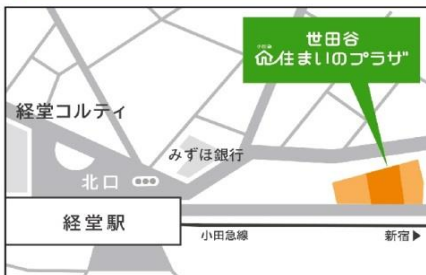 世田谷
住まいのプラザ
経堂コルティ
みずほ銀行
北口
経堂駅
小田急線
新宿▶